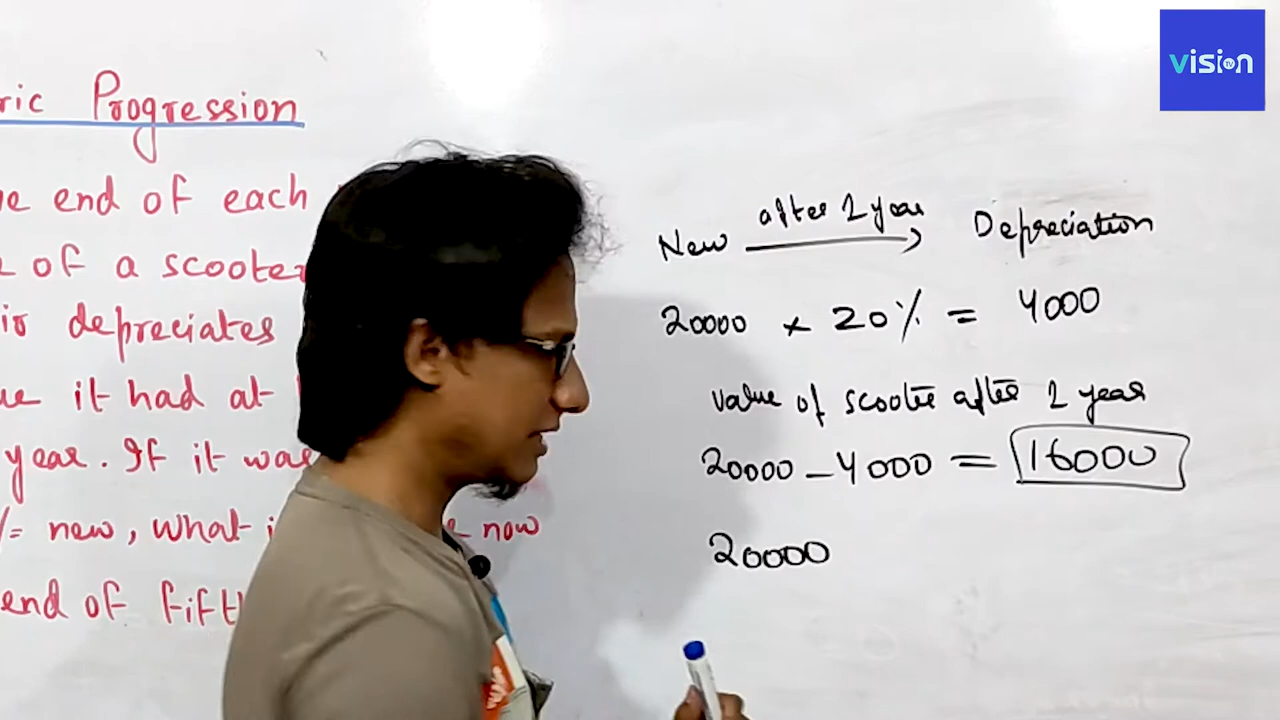 ric Progression
e end of each
of a scooter
depreciates
ue it had at
year. If it was
/= new, what i now
end of fift
vision
New after 1 year Depreciation
20000 × 20% = 4000
value of scooter after 1 year
20000 - 4000 = 16000
20000